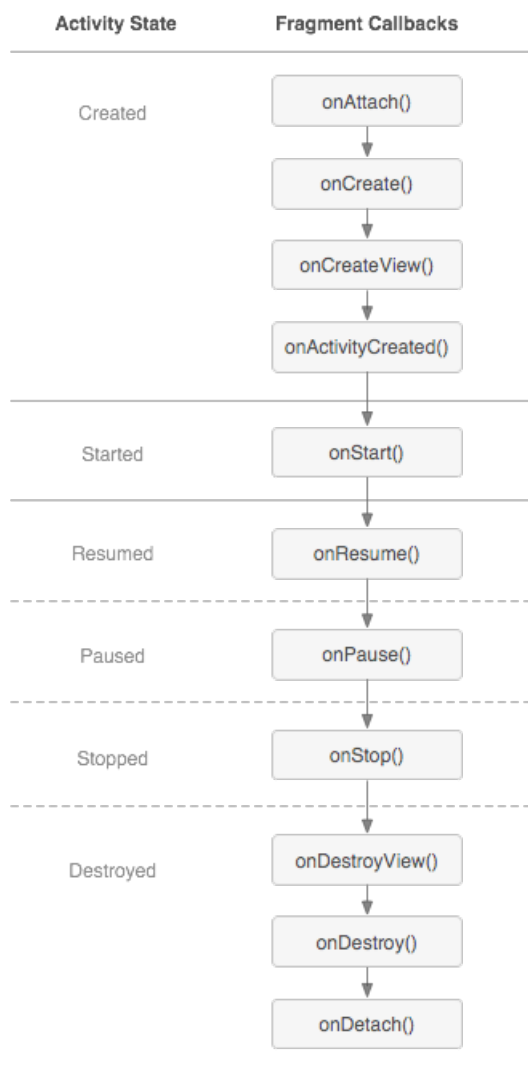 Activity State Fragment Callbacks
Created
onAttach()
onCreate()
onCreateView()
onActivityCreated()
Started
onStart()
Resumed
onResume()
Paused
onPause()
Stopped
onStop()
Destroyed
onDestroyView()
onDestroy()
onDetach()